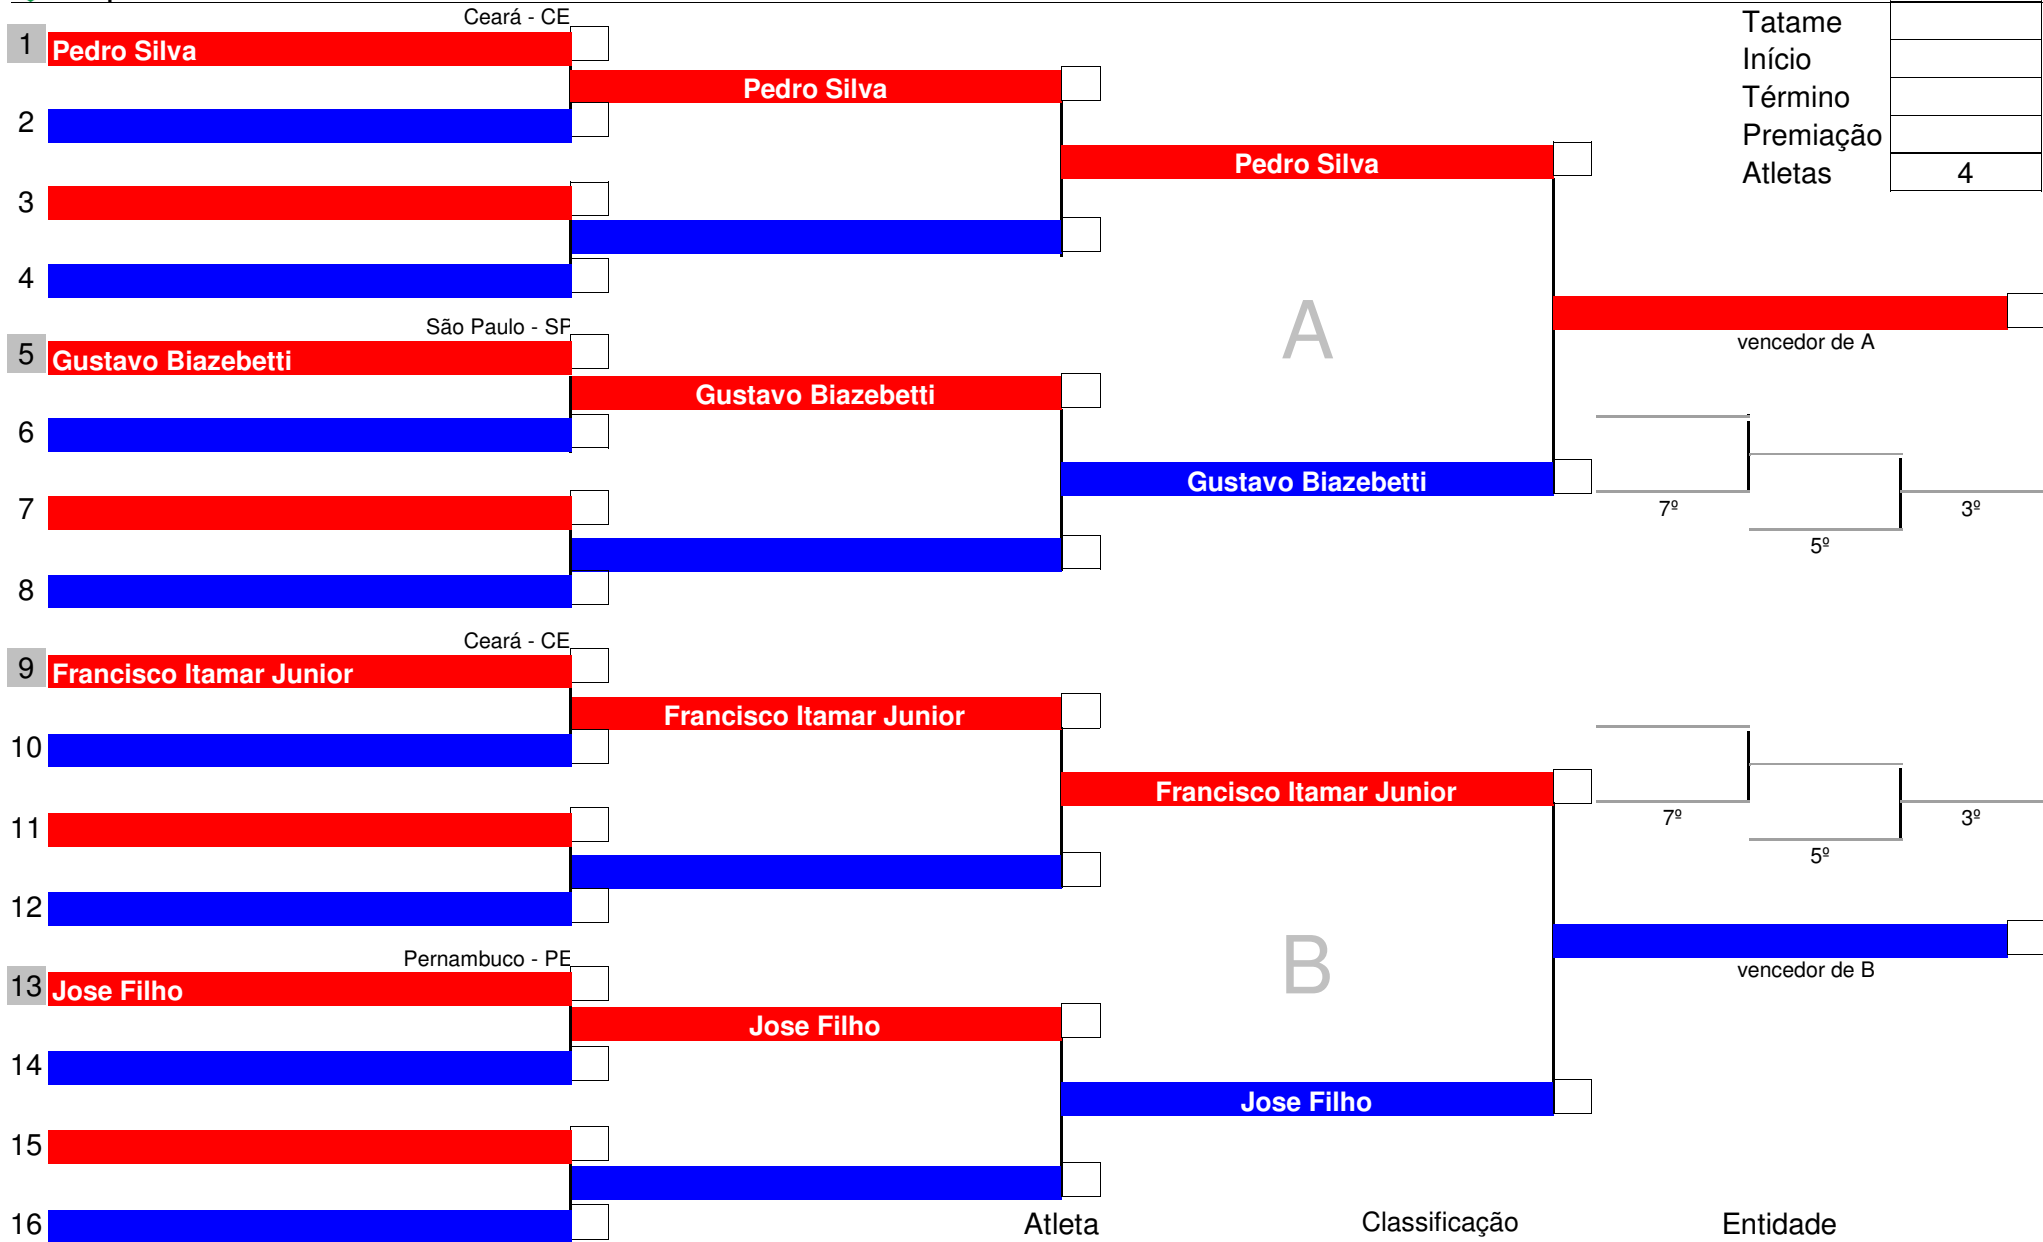 Ceará - CE
Tatame
1 Pedro Silva
Início
Pedro Silva
Término
2
Premiação
Pedro Silva
Atletas 4
3
4
São Paulo - SP
A
vencedor de A
5 Gustavo Biazebetti
Gustavo Biazebetti
6
Gustavo Biazebetti
7
7º
3º
5º
8
Ceará - CE
9 Francisco Itamar Junior
Francisco Itamar Junior
10
Francisco Itamar Junior
11
7º
3º
5º
12
Pernambuco - PE
B
vencedor de B
13 Jose Filho
Jose Filho
14
Jose Filho
15
16
Atleta Classificação Entidade